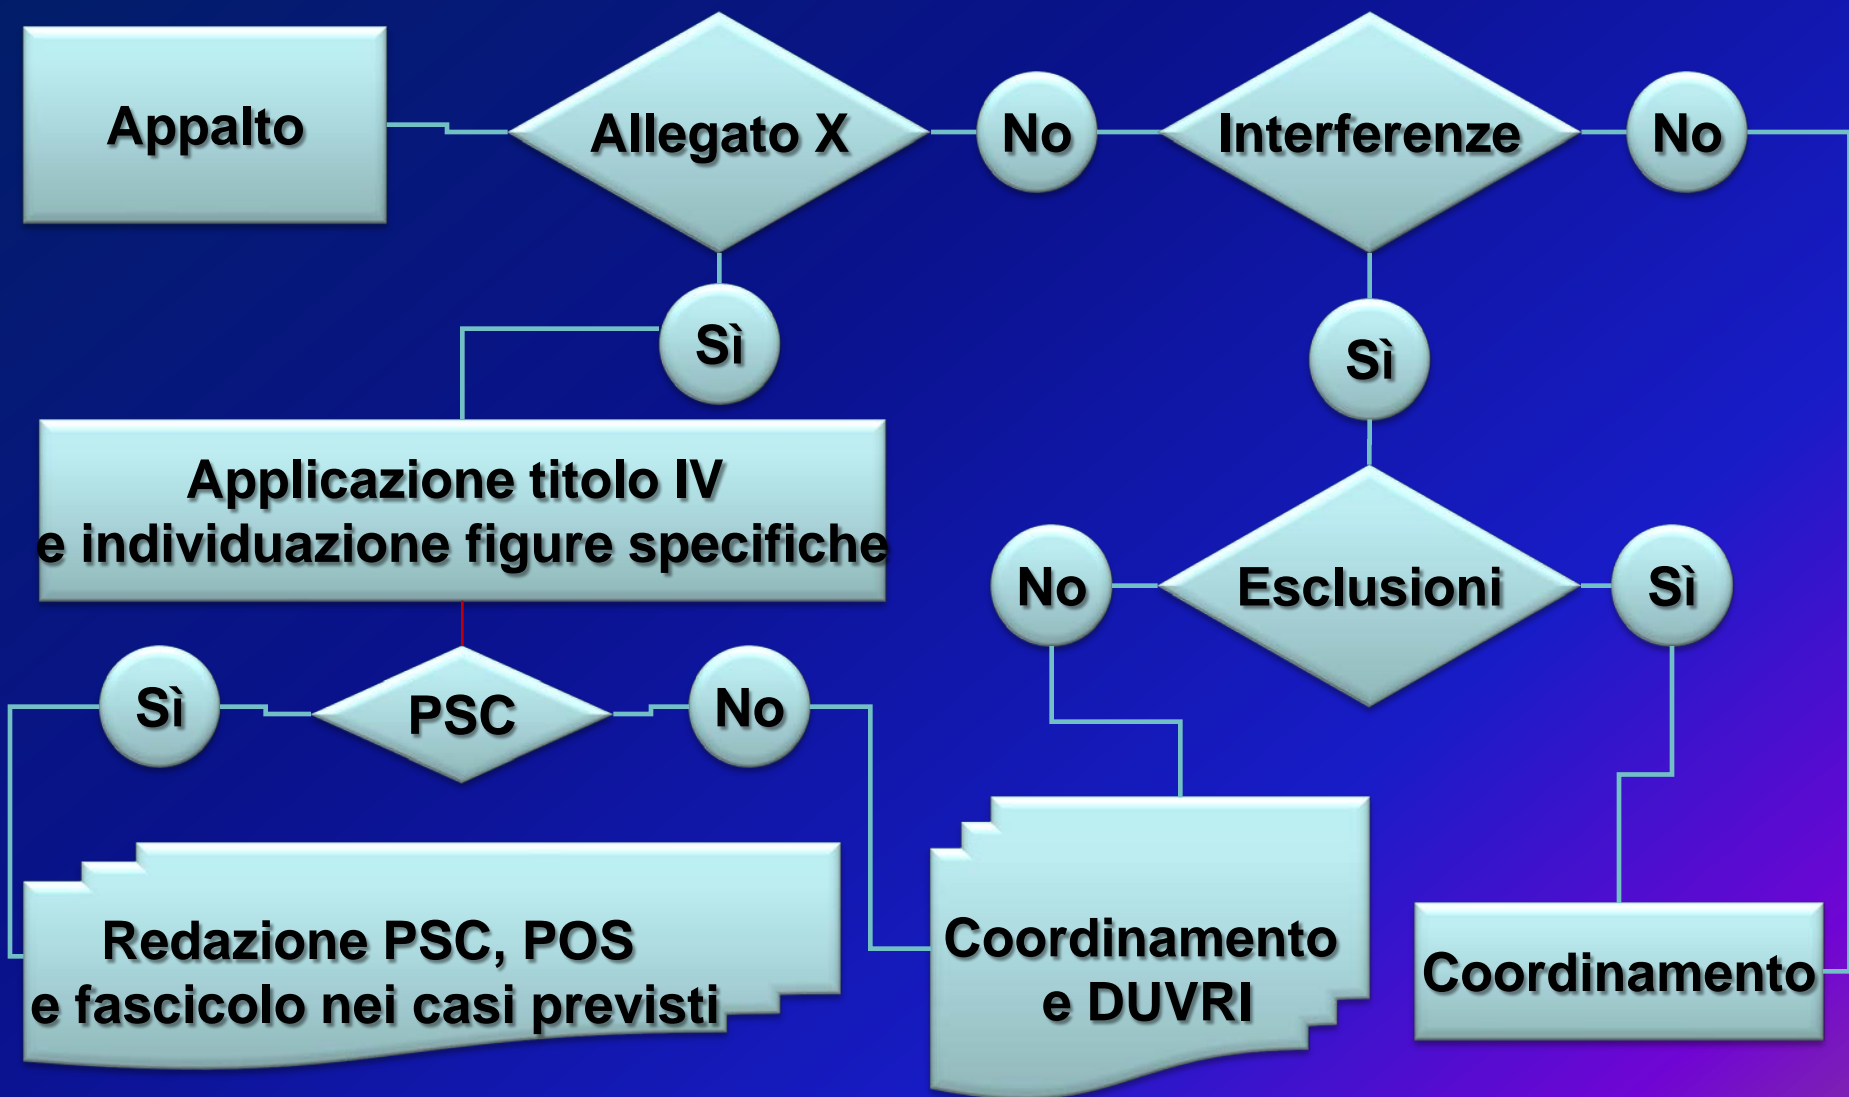 Appalto
Allegato X
No
Interferenze
No
Sì
Sì
Applicazione titolo IV
e individuazione figure specifiche
No
Esclusioni
Sì
Sì
PSC
No
Redazione PSC, POS
e fascicolo nei casi previsti
Coordinamento
e DUVRI
Coordinamento